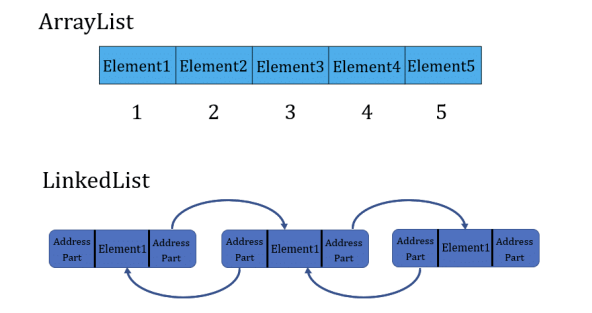 ArrayList
Element1 Element2 Element3 Element4 Element5
1 2 3 4 5
LinkedList
Address Part Element1 Address Part
Address Part Element1 Address Part
Address Part Element1 Address Part